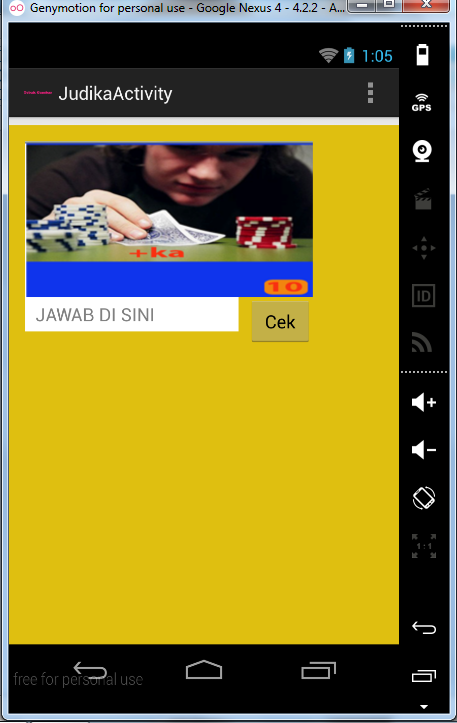 Genymotion for personal use - Google Nexus 4 - 4.2.2 - A...
1:05
JudikaActivity
GPS
+ka
10
JAWAB DI SINI
Cek
ID
1:1
free for personal use